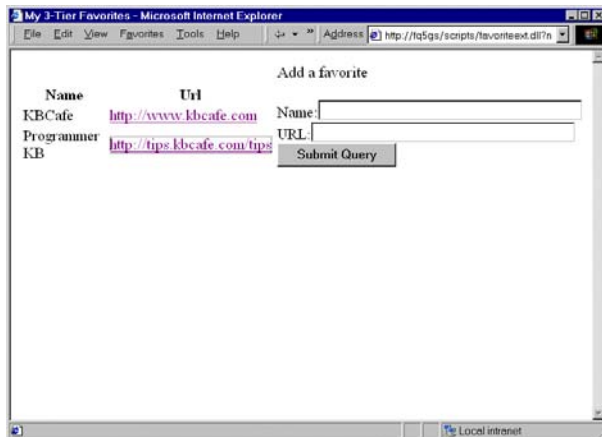 My 3-Tier Favorites - Microsoft Internet Explorer
File Edit View Favorites Tools Help » Address http://tq5gs/scripts/favoriteext.dll?n
Add a favorite
Name Url
KBCafe http://www.kbcafe.com
Programmer KB http://tips.kbcafe.com/tips
Name:
URL:
Submit Query
Local intranet